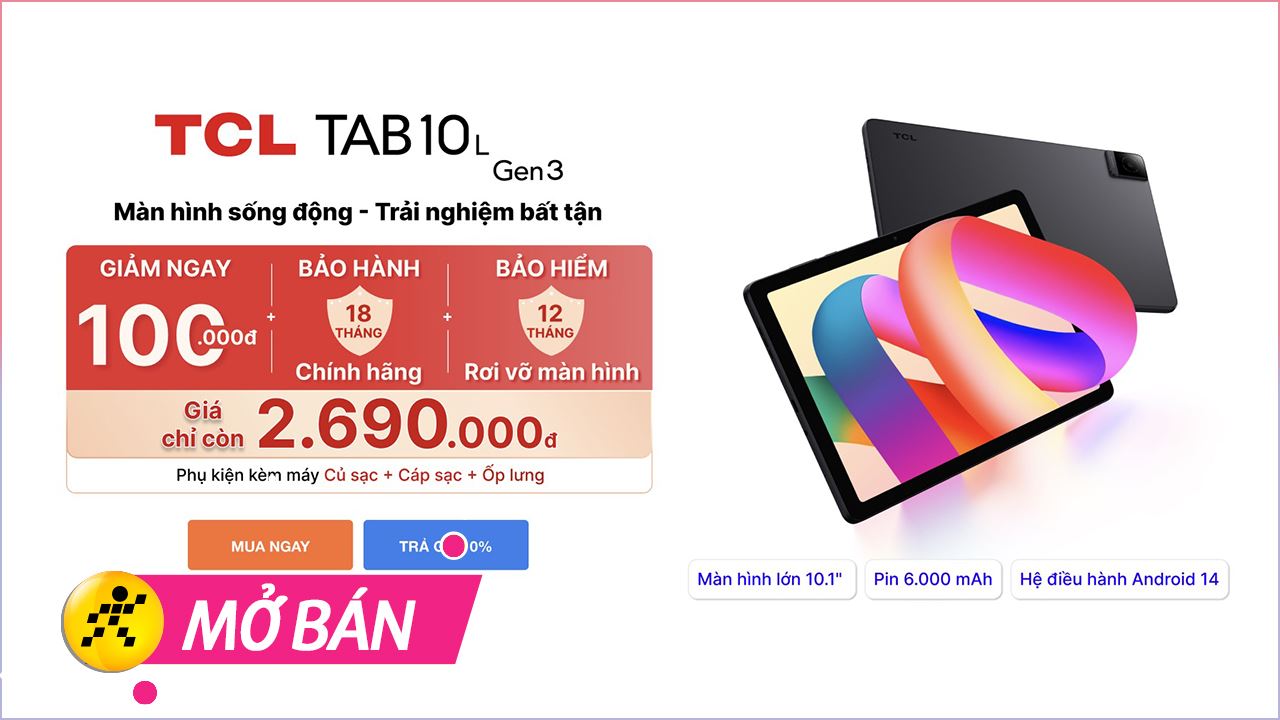 TCL TAB 10 L
Gen 3
Màn hình sống động - Trải nghiệm bất tận
GIẢM NGAY
100.000đ
+
BẢO HÀNH
18
THÁNG
Chính hãng
+
BẢO HIỂM
12
THÁNG
Rơi vỡ màn hình
Giá
chỉ còn 2.690.000đ
Phụ kiện kèm máy Củ sạc + Cáp sạc + Ốp lưng
MUA NGAY
TRẢ 0%
MỞ BÁN
TCL
Màn hình lớn 10.1"
Pin 6.000 mAh
Hệ điều hành Android 14